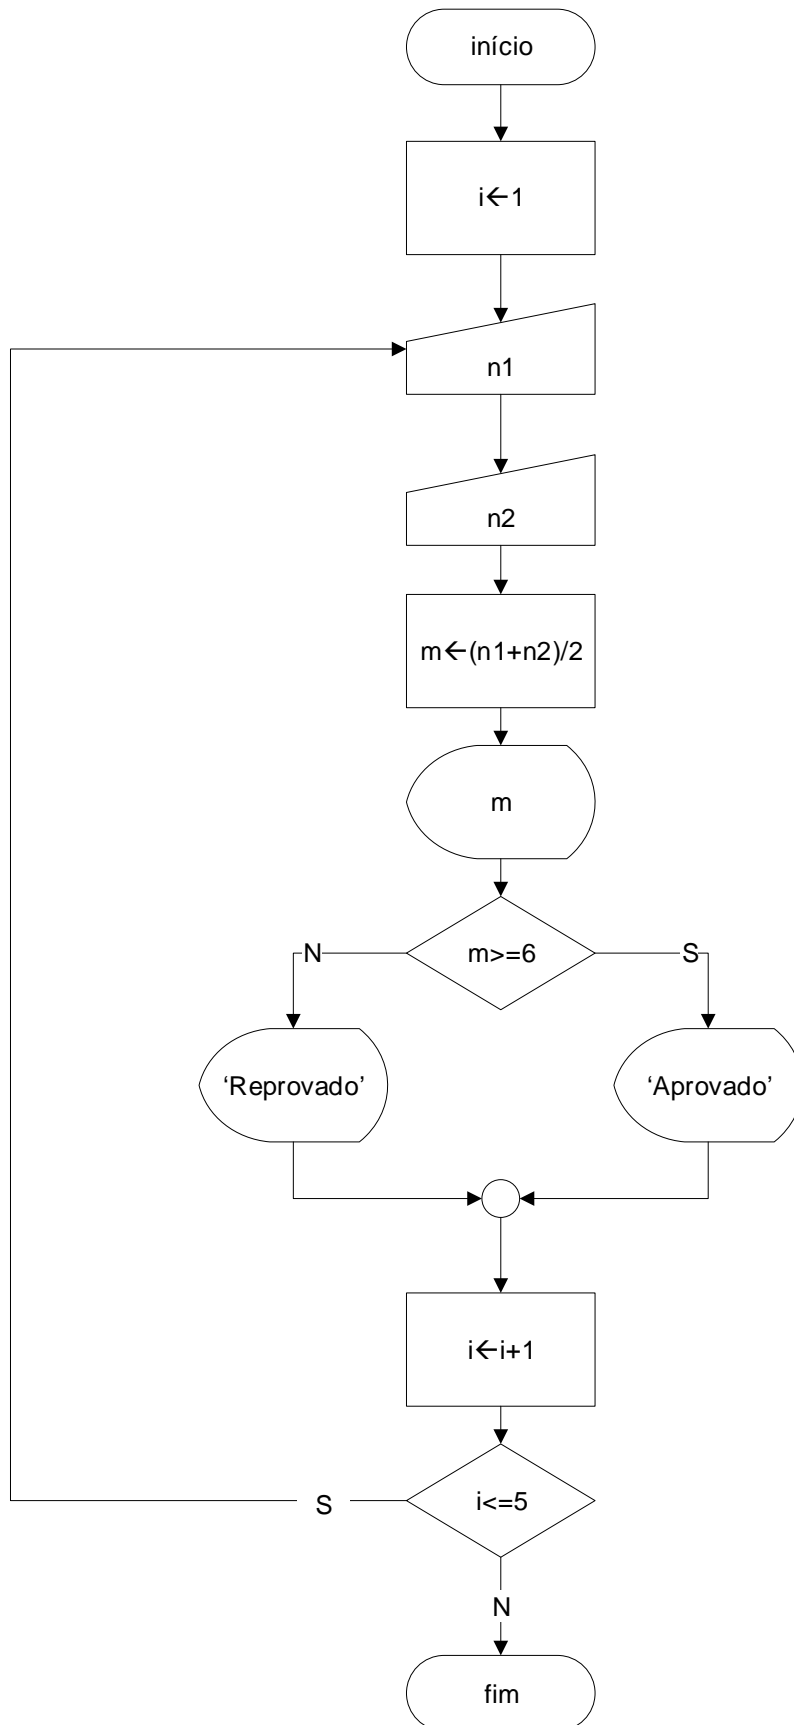 início
i←1
n1
n2
m←(n1+n2)/2
m
m>=6
N
S
‘Reprovado’
‘Aprovado’
i←i+1
i<=5
S
N
fim